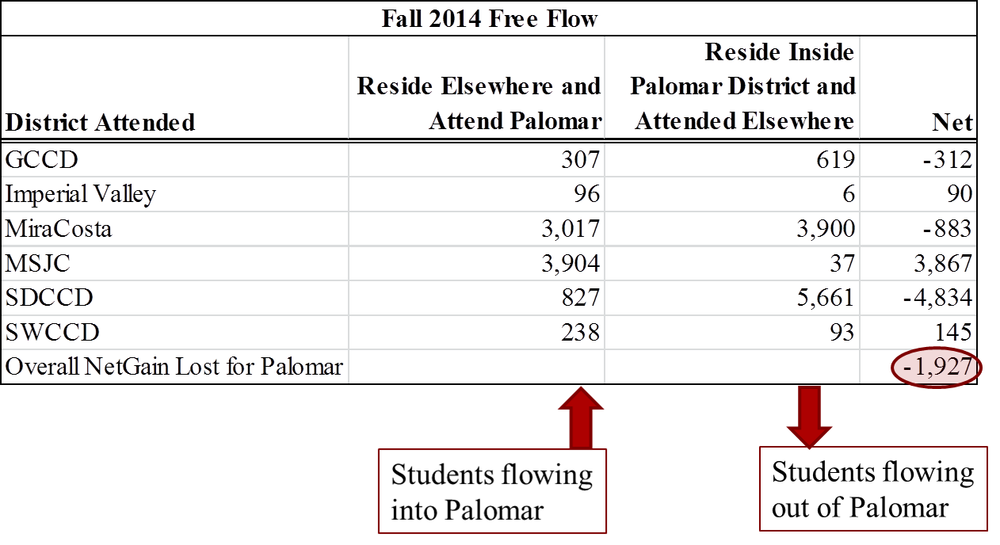 Fall 2014 Free Flow
Reside Inside
Reside Elsewhere and Palomar District and
District Attended Attend Palomar Attended Elsewhere Net
GCCD 307 619 -312
Imperial Valley 96 6 90
MiraCosta 3,017 3,900 -883
MSJC 3,904 37 3,867
SDCCD 827 5,661 -4,834
SWCCD 238 93 145
Overall NetGain Lost for Palomar -1,927
Students flowing
into Palomar
Students flowing
out of Palomar